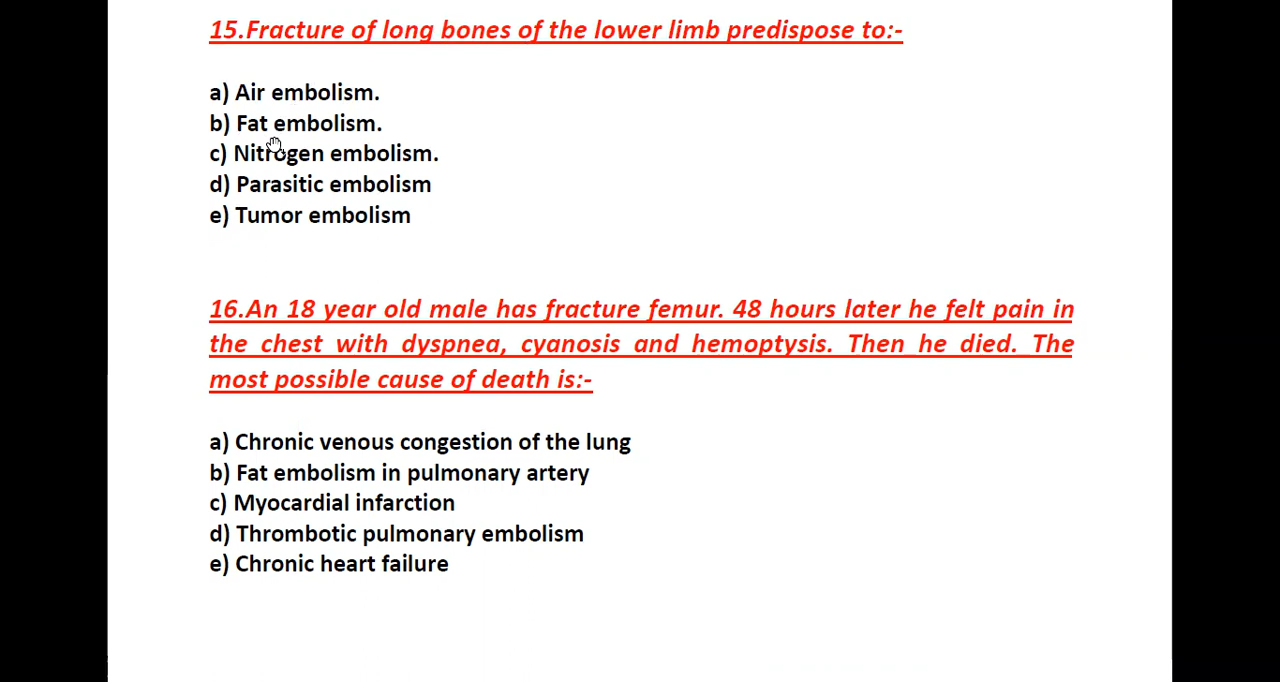 15.Fracture of long bones of the lower limb predispose to:-
a) Air embolism.
b) Fat embolism.
c) Nitrogen embolism.
d) Parasitic embolism
e) Tumor embolism
16.An 18 year old male has fracture femur. 48 hours later he felt pain in
the chest with dyspnea, cyanosis and hemoptysis. Then he died. The
most possible cause of death is:-
a) Chronic venous congestion of the lung
b) Fat embolism in pulmonary artery
c) Myocardial infarction
d) Thrombotic pulmonary embolism
e) Chronic heart failure